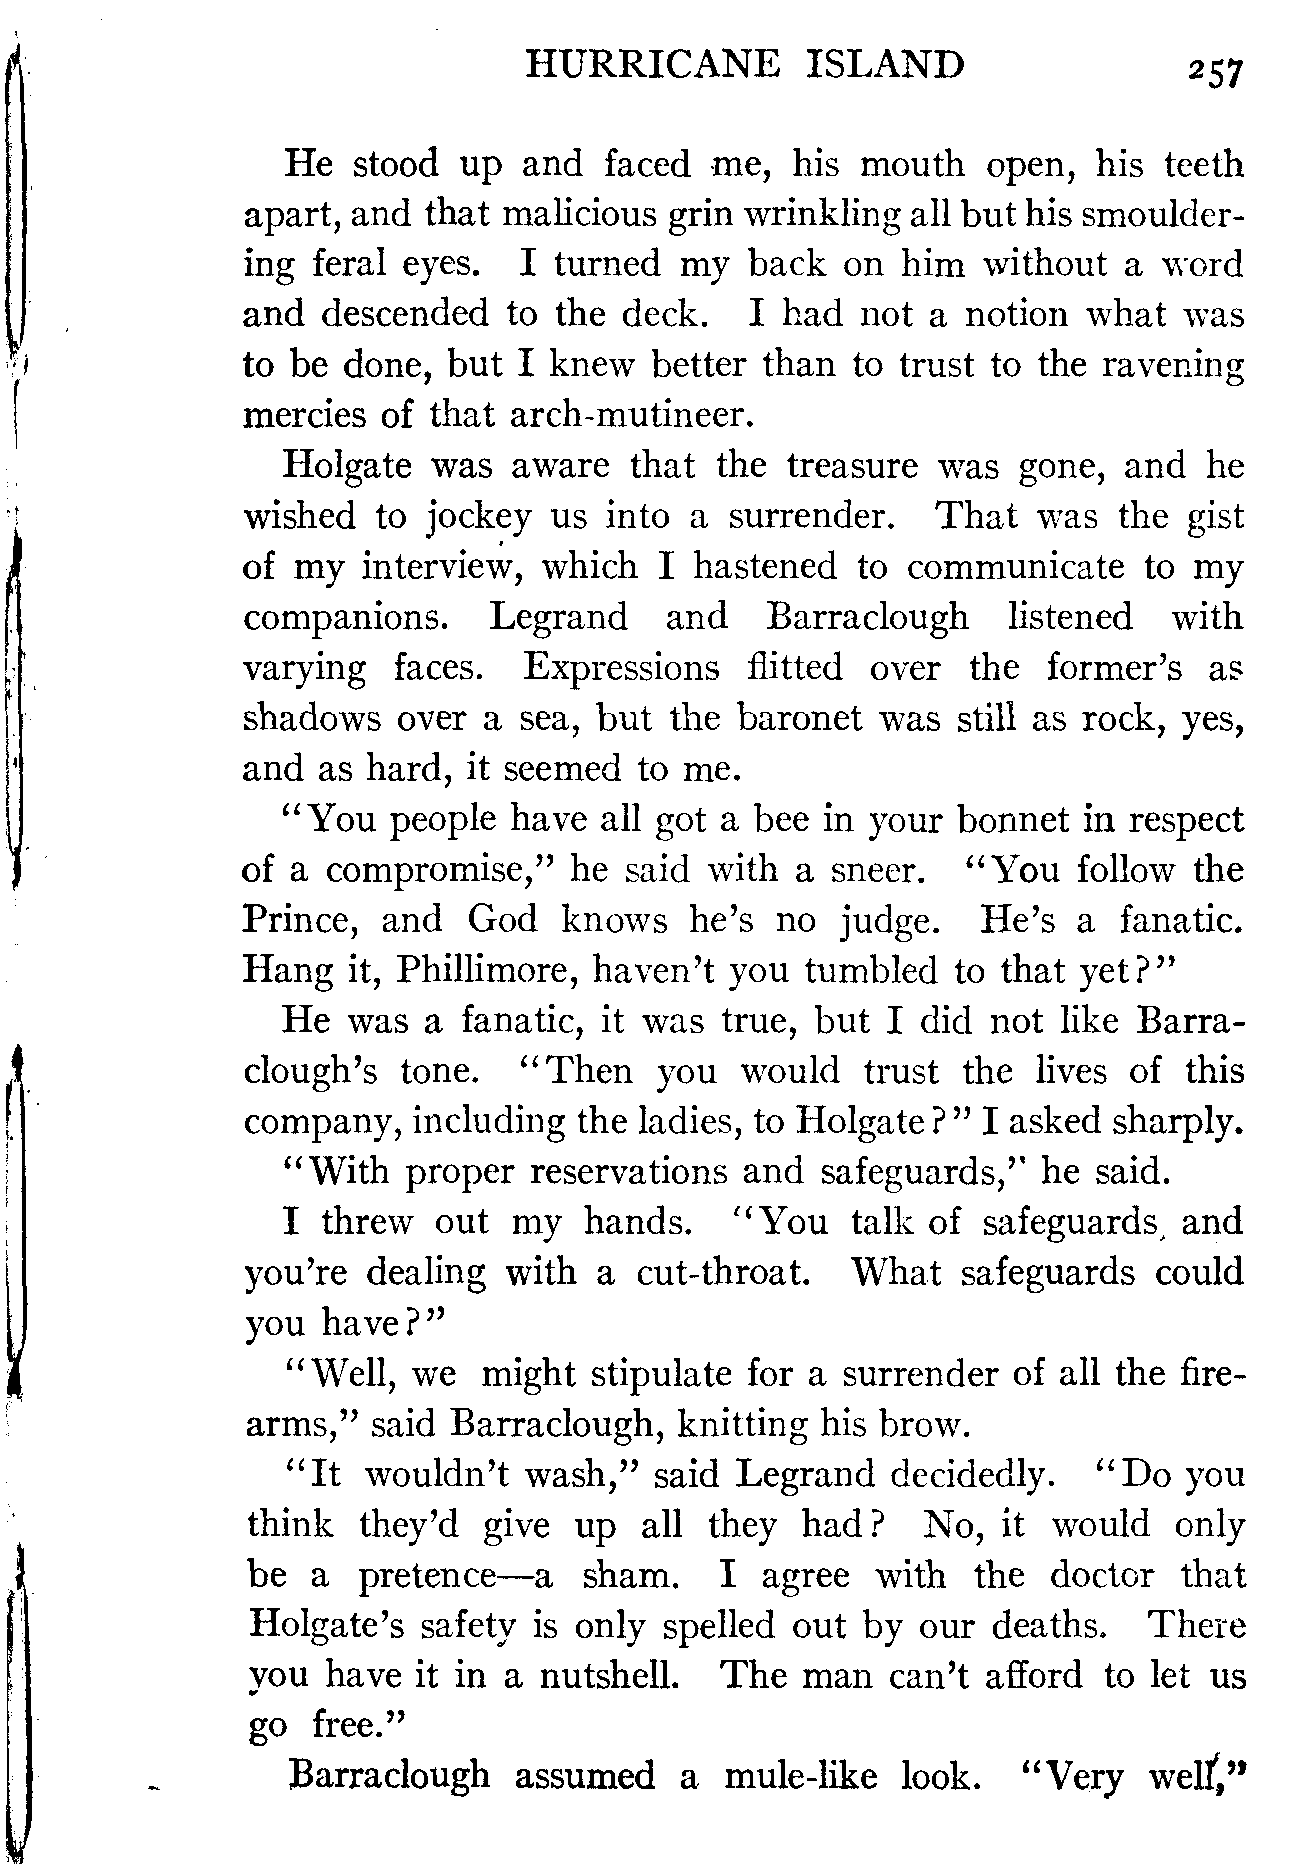 HURRICANE ISLAND 257
He stood up and faced me, his mouth open, his teeth
apart, and that malicious grin wrinkling all but his smoulder-
ing feral eyes. I turned my back on him without a word
and descended to the deck. I had not a notion what was
to be done, but I knew better than to trust to the ravening
mercies of that arch-mutineer.
Holgate was aware that the treasure was gone, and he
wished to jockey us into a surrender. That was the gist
of my interview, which I hastened to communicate to my
companions. Legrand and Barraclough listened with
varying faces. Expressions flitted over the former's as
shadows over a sea, but the baronet was still as rock, yes,
and as hard, it seemed to me.
"You people have all got a bee in your bonnet in respect
of a compromise," he said with a sneer. "You follow the
Prince, and God knows he's no judge. He's a fanatic.
Hang it, Phillimore, haven't you tumbled to that yet?"
He was a fanatic, it was true, but I did not like Barra-
clough's tone. "Then you would trust the lives of this
company, including the ladies, to Holgate?" I asked sharply.
"With proper reservations and safeguards," he said.
I threw out my hands. "You talk of safeguards, and
you're dealing with a cut-throat. What safeguards could
you have?"
"Well, we might stipulate for a surrender of all the fire-
arms," said Barraclough, knitting his brow.
"It wouldn't wash," said Legrand decidedly. "Do you
think they'd give up all they had? No, it would only
be a pretence—a sham. I agree with the doctor that
Holgate's safety is only spelled out by our deaths. There
you have it in a nutshell. The man can't afford to let us
go free."
Barraclough assumed a mule-like look. "Very well,"